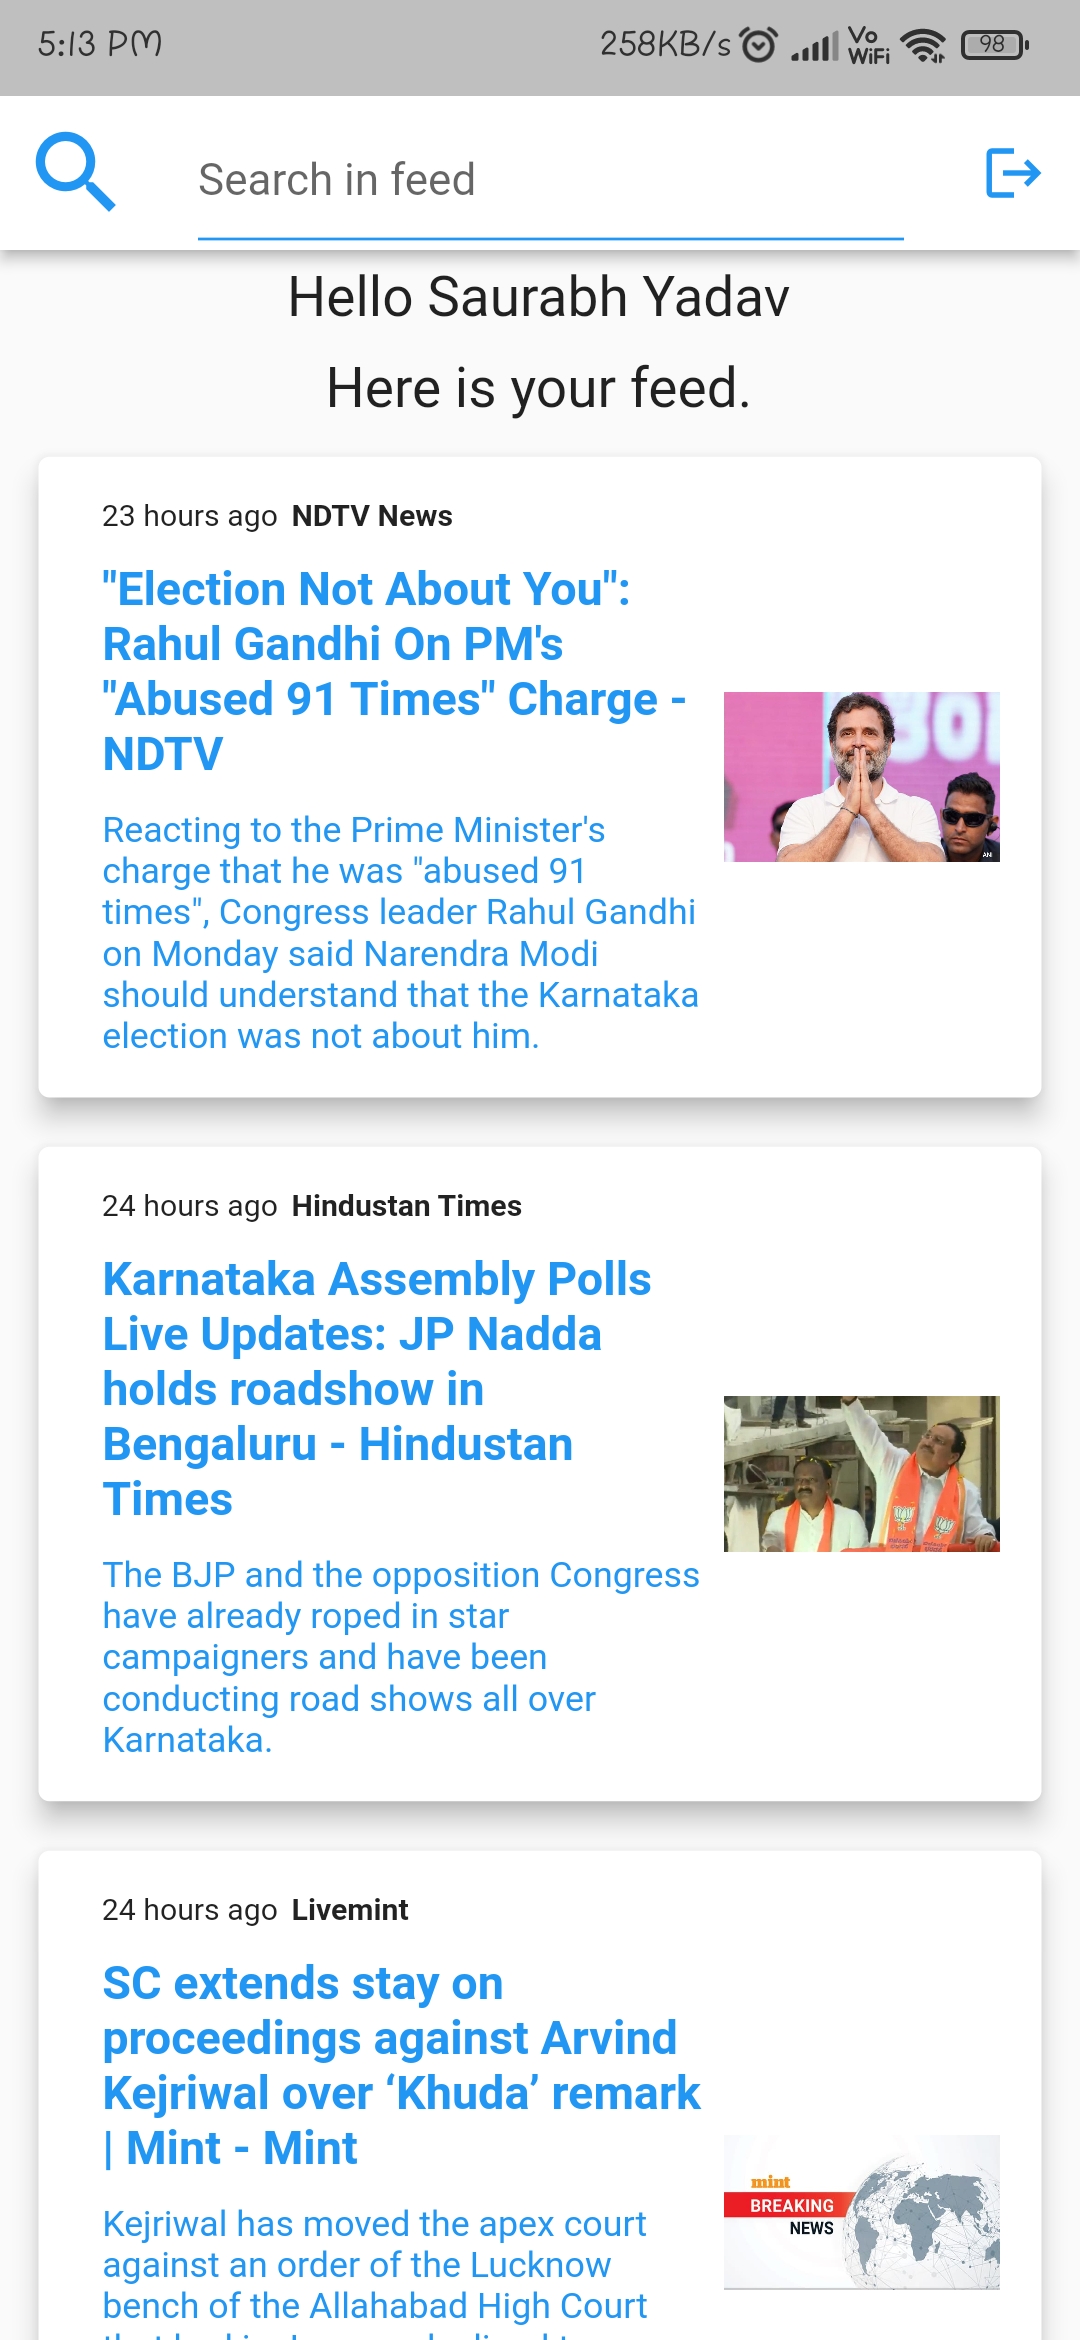 5:13 PM
258KB/s Vo WiFi 98
Search in feed
Hello Saurabh Yadav
Here is your feed.
23 hours ago NDTV News
"Election Not About You":
Rahul Gandhi On PM's
"Abused 91 Times" Charge -
NDTV
Reacting to the Prime Minister's
charge that he was "abused 91
times", Congress leader Rahul Gandhi
on Monday said Narendra Modi
should understand that the Karnataka
election was not about him.
ANI
24 hours ago Hindustan Times
Karnataka Assembly Polls
Live Updates: JP Nadda
holds roadshow in
Bengaluru - Hindustan
Times
The BJP and the opposition Congress
have already roped in star
campaigners and have been
conducting road shows all over
Karnataka.
24 hours ago Livemint
SC extends stay on
proceedings against Arvind
Kejriwal over ‘Khuda’ remark
| Mint - Mint
Kejriwal has moved the apex court
against an order of the Lucknow
bench of the Allahabad High Court
mint
BREAKING
NEWS